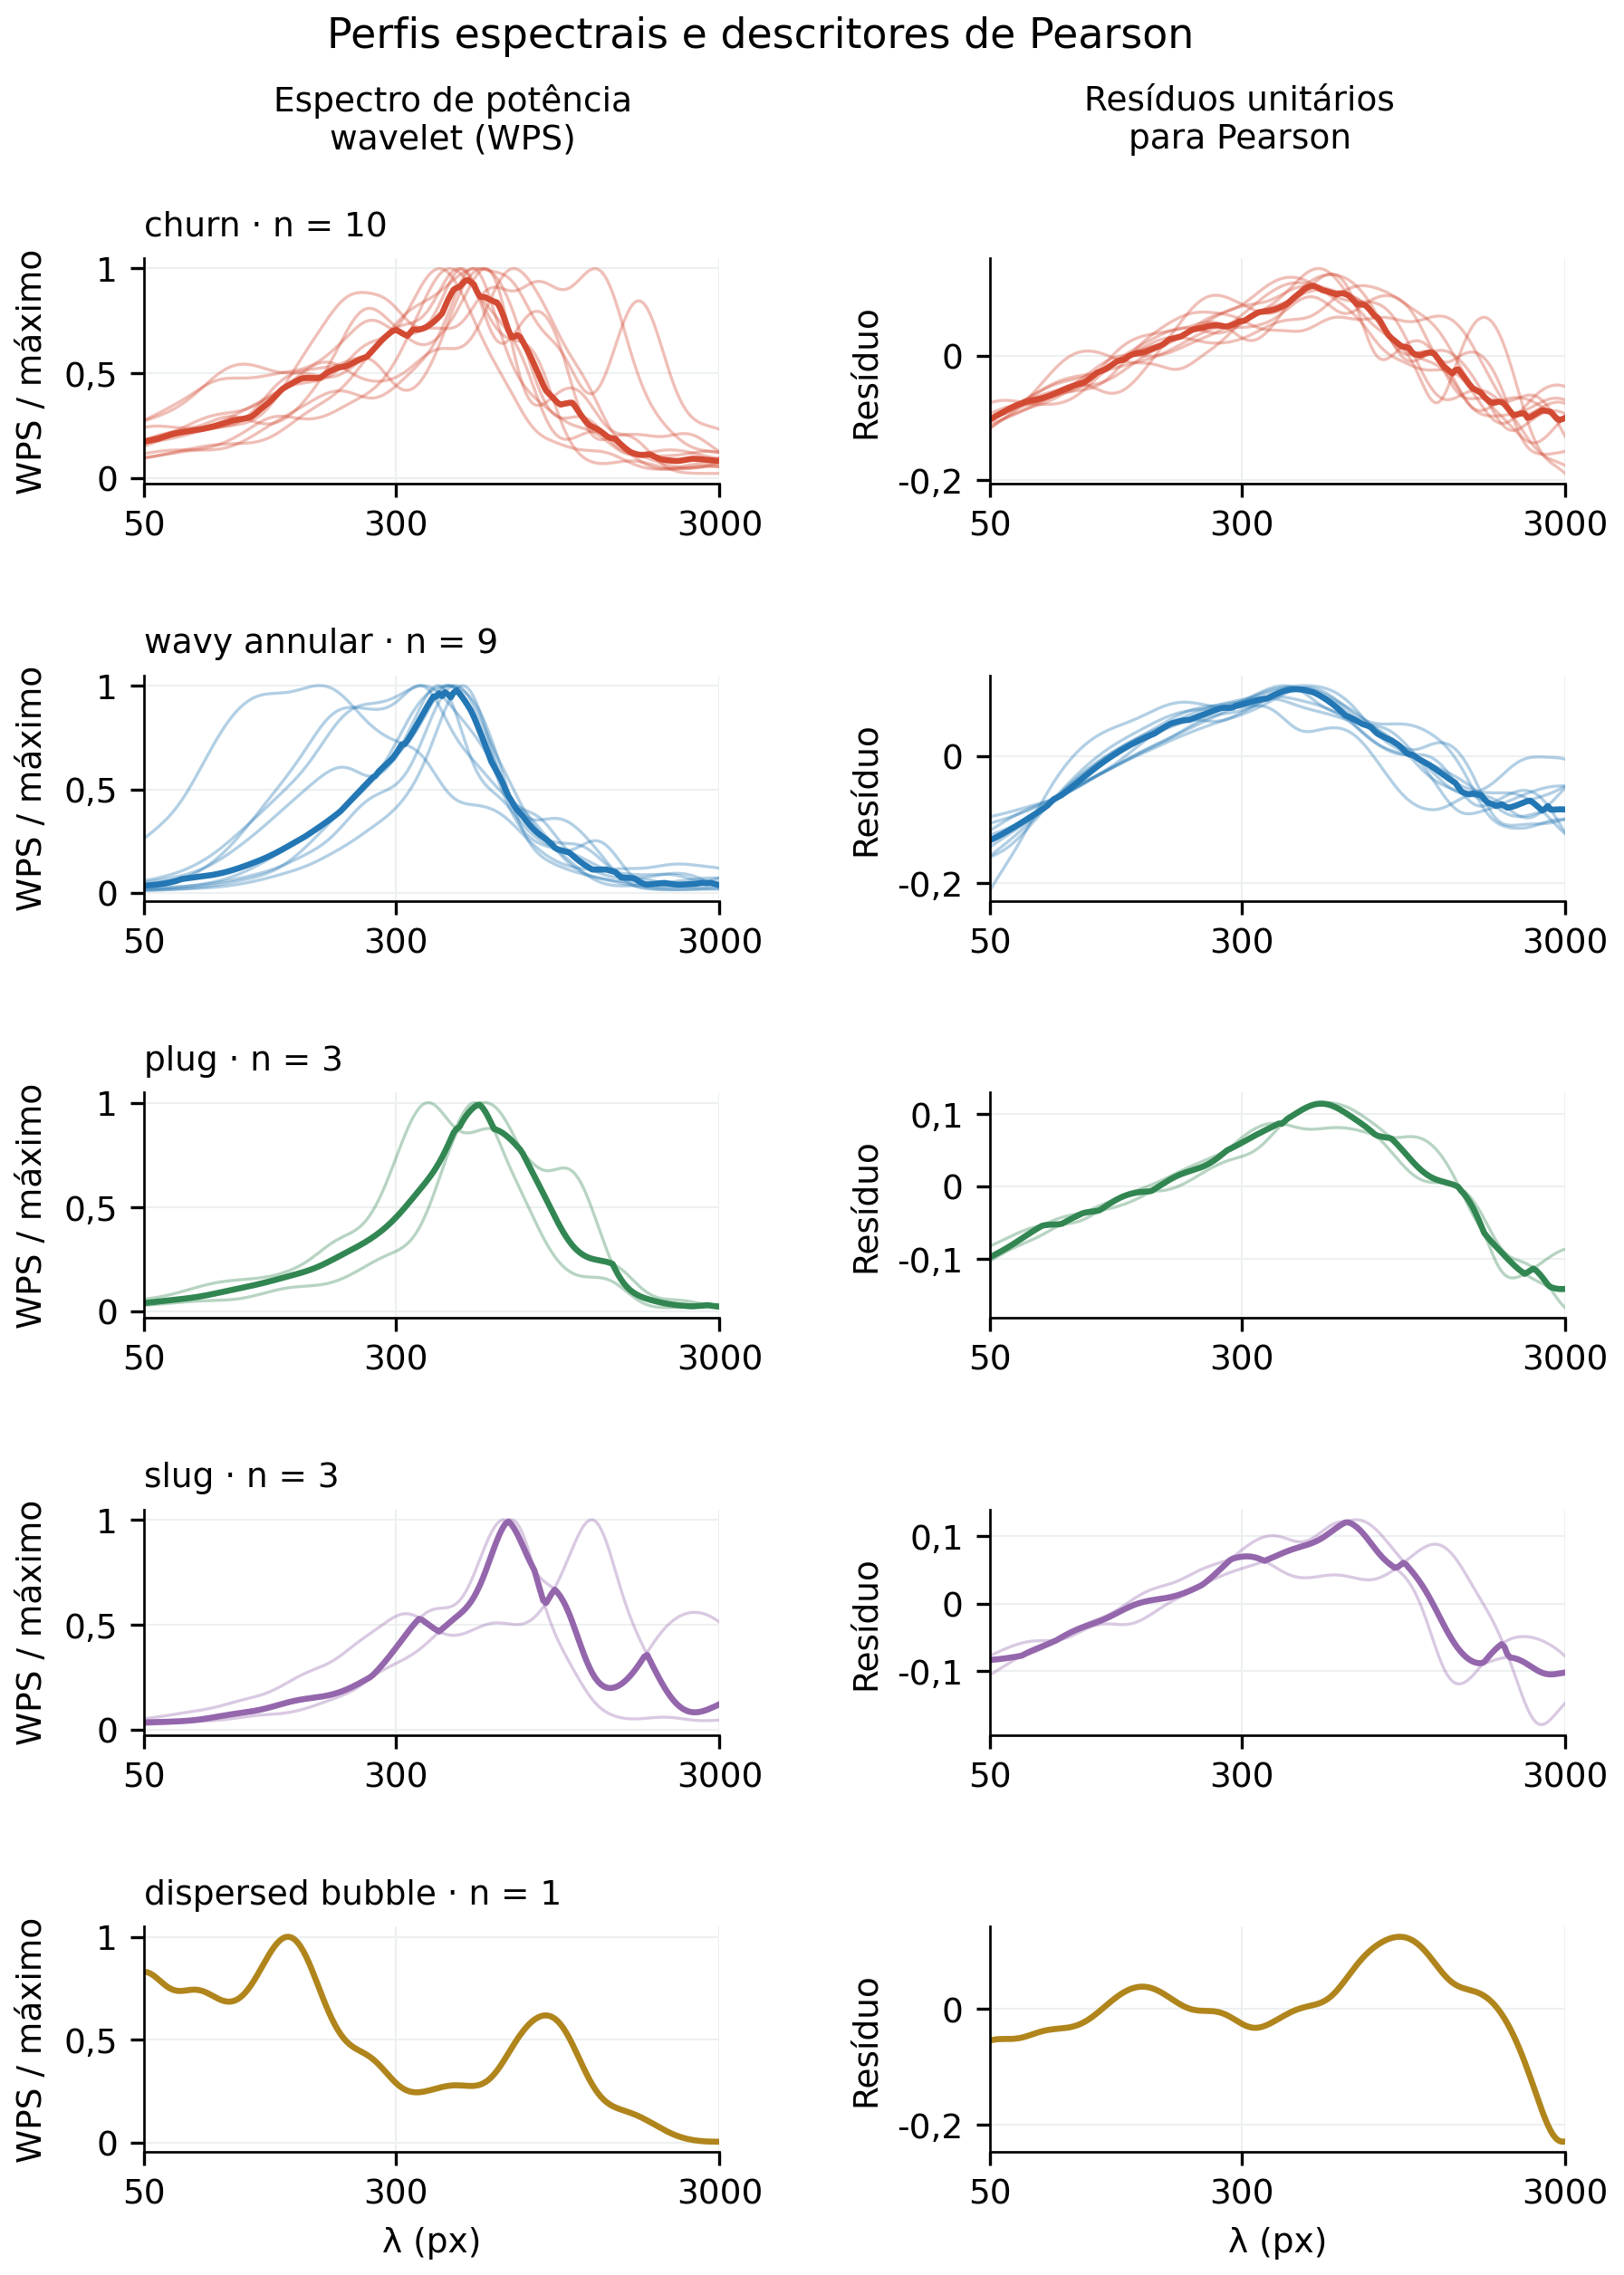 Perfis espectrais e descritores de Pearson
Espectro de potência
wavelet (WPS)
Resíduos unitários
para Pearson
churn · n = 10
WPS / máximo
1
0,5
0
50
300
3000
Resíduo
0
-0,2
50
300
3000
wavy annular · n = 9
WPS / máximo
1
0,5
0
50
300
3000
Resíduo
0
-0,2
50
300
3000
plug · n = 3
WPS / máximo
1
0,5
0
50
300
3000
Resíduo
0,1
0
-0,1
50
300
3000
slug · n = 3
WPS / máximo
1
0,5
0
50
300
3000
Resíduo
0,1
0
-0,1
50
300
3000
dispersed bubble · n = 1
WPS / máximo
1
0,5
0
50
300
3000
λ (px)
Resíduo
0
-0,2
50
300
3000
λ (px)